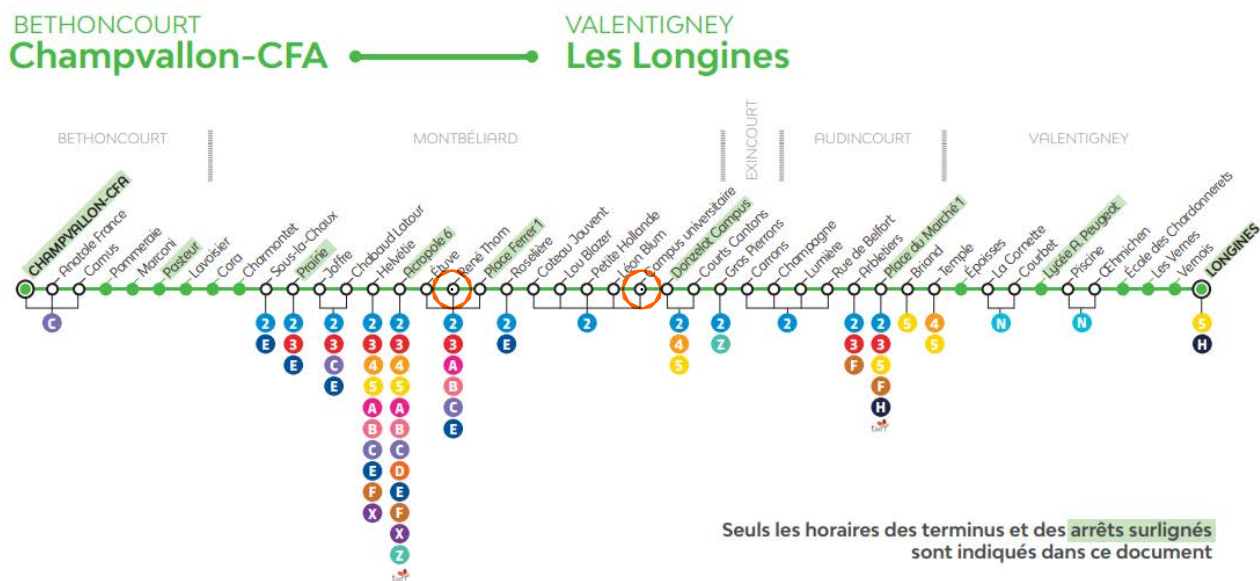 BETHONCOURT
Champvallon-CFA
VALENTIGNEY
Les Longines
BETHONCOURT
MONTBÉLIARD
EXINCOURT
AUDINCOURT
VALENTIGNEY
CHAMPVALLON-CFA
Anatole France
Camus
Pommeraie
Marconi
Pasteur
Lavoisier
Cora
Charmontet
Sous-la-Chaux
Prairie
Joffre
Chabaud Latour
Helvétie
Acropole 6
Étuve
René Thom
Place Ferrer 1
Roselière
Coteau Jouvent
Lou Blazer
Petite Hollande
Léon Blum
Campus universitaire
Donzelot Campus
Courts Cantons
Gros Pierrons
Carrons
Champagne
Lumière
Rue de Belfort
Arbletiers
Place du Marché 1
Briand
Temple
Épaisses
La Cornette
Courbet
Lycée A. Peugeot
Piscine
Œhmichen
École des Chardonnerets
Les Vernes
Vernois
LONGINES
C
2 E
2 3 E
2 3 C E
2 3 4 5 A B C E F X
2 3 4 5 A B C D E F X Z
2 3 A B C E
2 E
2
2 4 5
2 Z
2
2 3 F
2 3 5 F H
5
4 5
N
N
5 H
Seuls les horaires des terminus et des arrêts surlignés
sont indiqués dans ce document